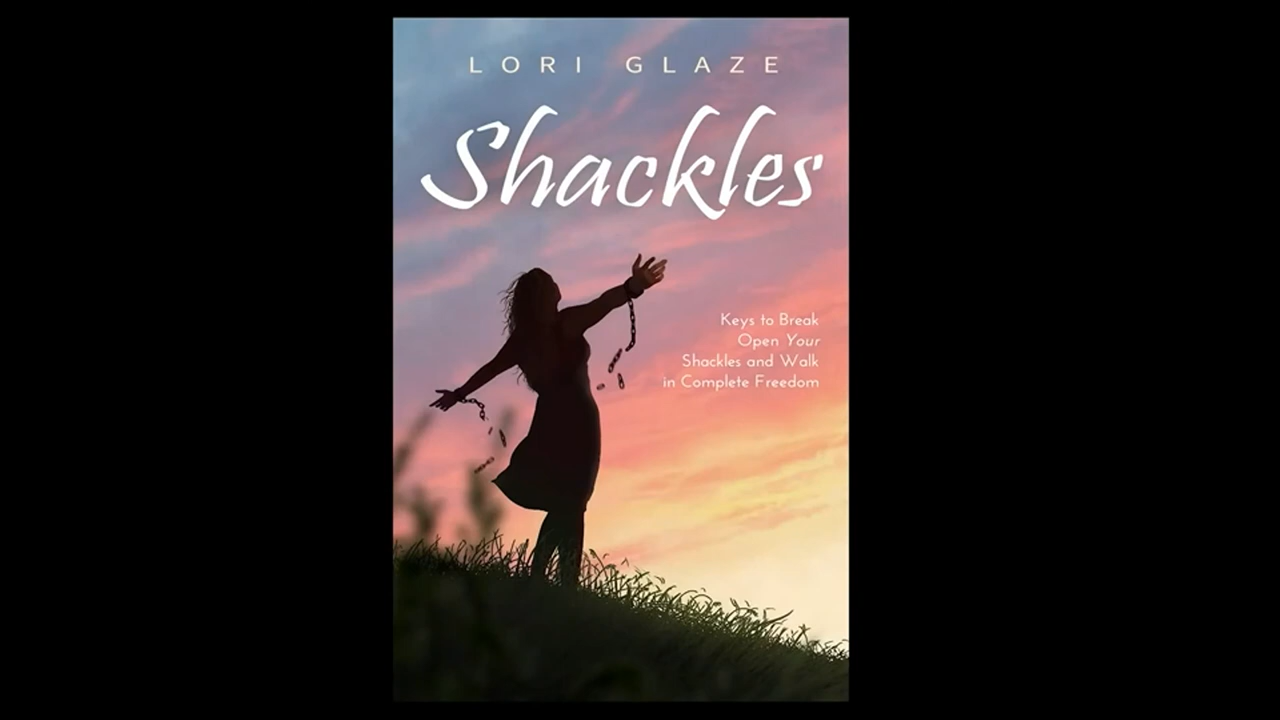 LORI GLAZE
Shackles
Keys to Break
Open Your
Shackles and Walk
in Complete Freedom